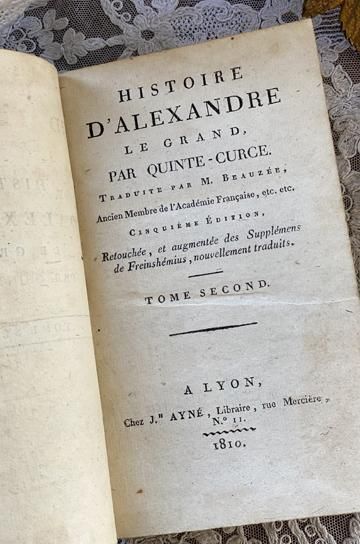 HISTOIRE
D'ALEXANDRE
LE GRAND,
PAR QUINTE-CURCE.
TRADUITE PAR M. BEAUZÉE,
Ancien Membre de l'Académie Française, etc. etc.
CINQUIÈME ÉDITION,
Retouchée, et augmentée des Supplémens
de Freinshémius, nouvellement traduits.
TOME SECOND.
A LYON,
Chez J.ᴴ AYNÉ, Libraire, rue Mercière,
N.º 11.
1810.